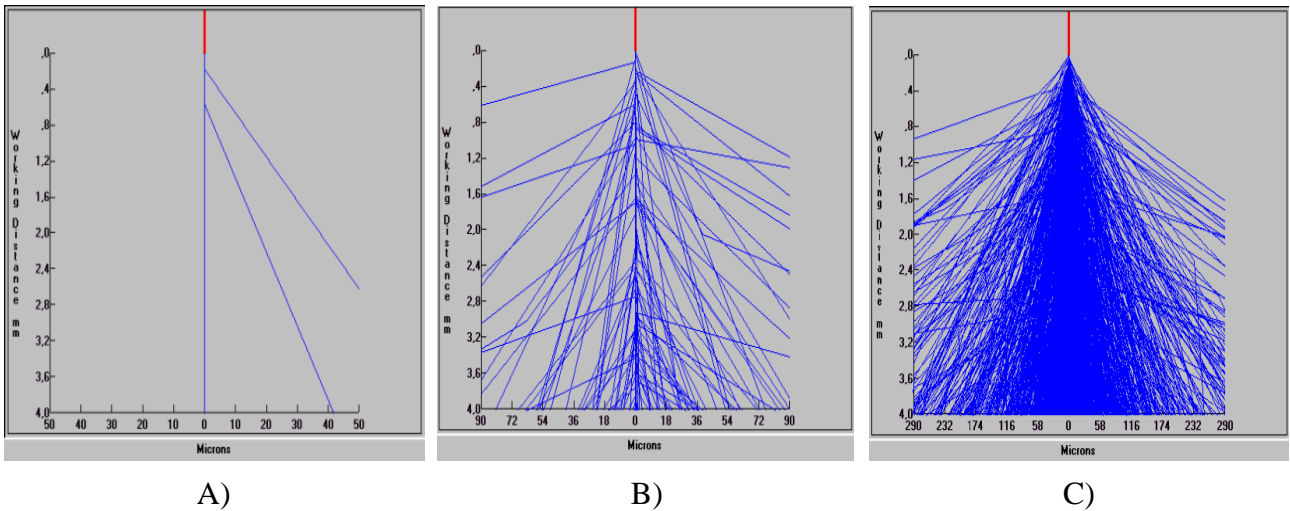 ,0
,4
,8
1,2
1,6
2,0
2,4
2,8
3,2
3,6
4,0
Working Distance mm
50 40 30 20 10 0 10 20 30 40 50
Microns
A)
,0
,4
,8
1,2
1,6
2,0
2,4
2,8
3,2
3,6
4,0
Working Distance mm
90 72 54 36 18 0 18 36 54 72 90
Microns
B)
,0
,4
,8
1,2
1,6
2,0
2,4
2,8
3,2
3,6
4,0
Working Distance mm
290 232 174 116 58 0 58 116 174 232 290
Microns
C)